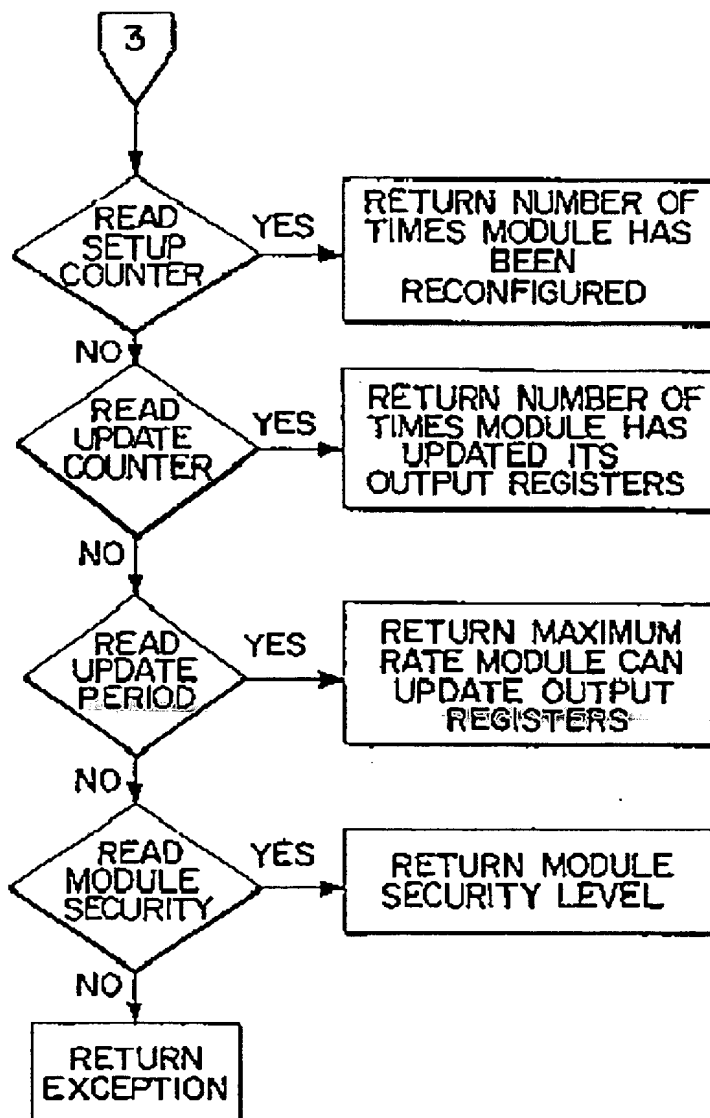 3
READ
SETUP
COUNTER
YES
RETURN NUMBER OF
TIMES MODULE HAS
BEEN
RECONFIGURED
NO
READ
UPDATE
COUNTER
YES
RETURN NUMBER OF
TIMES MODULE HAS
UPDATED ITS
OUTPUT REGISTERS
NO
READ
UPDATE
PERIOD
YES
RETURN MAXIMUM
RATE MODULE CAN
UPDATE OUTPUT
REGISTERS
NO
READ
MODULE
SECURITY
YES
RETURN MODULE
SECURITY LEVEL
NO
RETURN
EXCEPTION